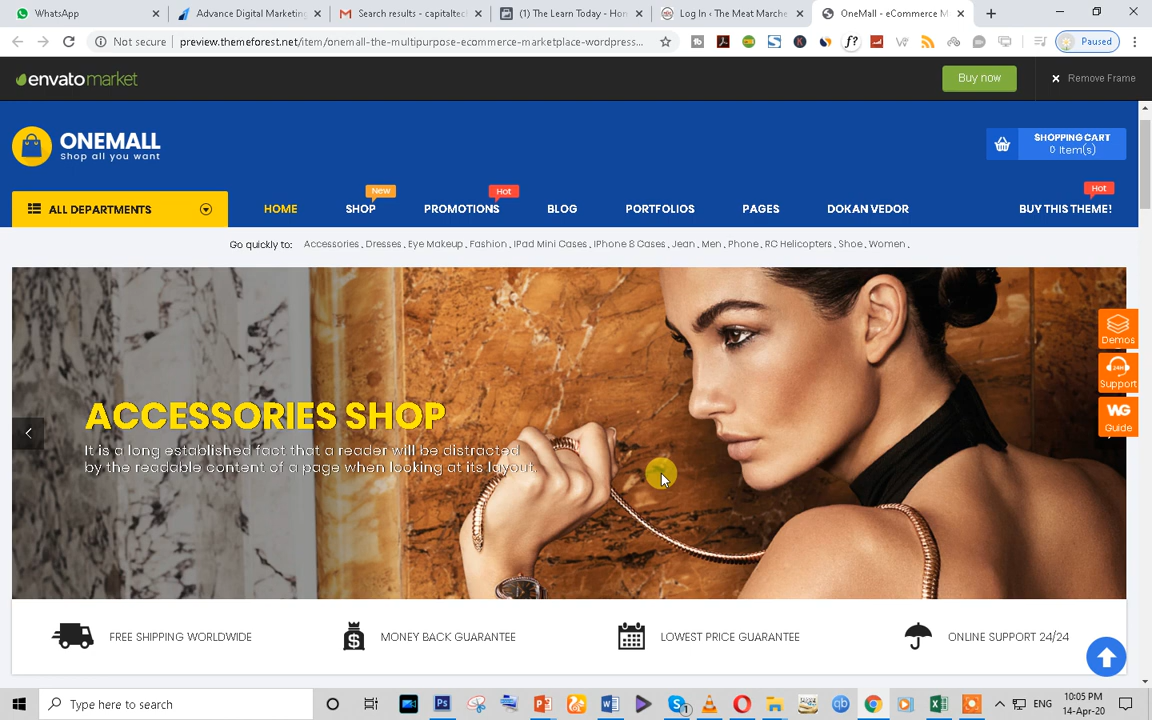 WhatsApp
Advance Digital Marketing
Search results - capitaltec
(1) The Learn Today - Hon
Log In ‹ The Meat Marche
OneMall - eCommerce M
Not secure
preview.themeforest.net/item/onemall-the-multipurpose-ecommerce-marketplace-wordpress...
Paused
envato market
Buy now
Remove Frame
ONEMALL
Shop all you want
SHOPPING CART
0 Item(s)
New
Hot
Hot
ALL DEPARTMENTS
HOME
SHOP
PROMOTIONS
BLOG
PORTFOLIOS
PAGES
DOKAN VEDOR
BUY THIS THEME!
Go quickly to: Accessories , Dresses , Eye Makeup , Fashion , IPad Mini Cases , IPhone 8 Cases , Jean , Men , Phone , RC Helicopters , Shoe , Women ,
Demos
24H
Support
WG
Guide
ACCESSORIES SHOP
It is a long established fact that a reader will be distracted
by the readable content of a page when looking at its layout.
FREE SHIPPING WORLDWIDE
MONEY BACK GUARANTEE
LOWEST PRICE GUARANTEE
ONLINE SUPPORT 24/24
Type here to search
ENG
10:05 PM
14-Apr-20